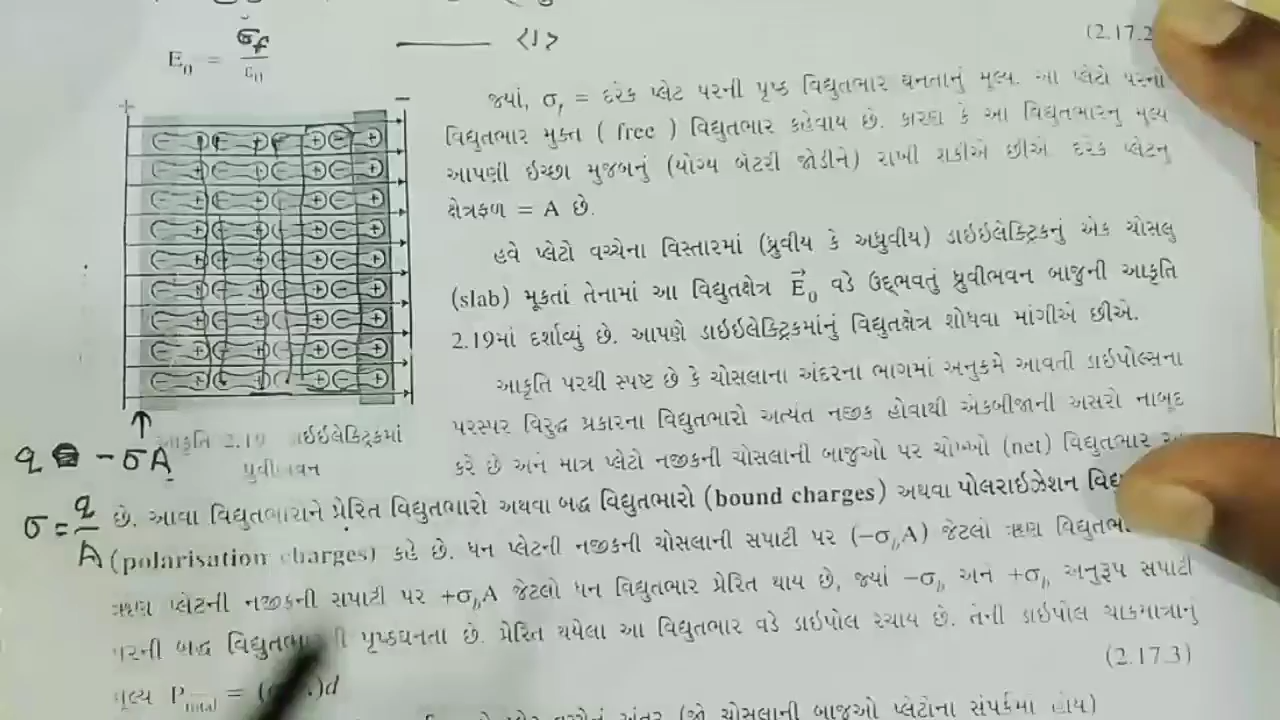 E₀ = σf / ε₀ ——— <1>
(2.17.2
જ્યાં, σf = દરેક પ્લેટ પરની પૃષ્ઠ વિદ્યુતભાર ઘનતાનું મૂલ્ય. આ પ્લેટો પરનો
વિદ્યુતભાર મુક્ત ( free ) વિદ્યુતભાર કહેવાય છે. કારણ કે આ વિદ્યુતભારનું મૂલ્ય
આપણી ઇચ્છા મુજબનું (યોગ્ય બૅટરી જોડીને) રાખી શકીએ છીએ દરેક પ્લેટનુ
ક્ષેત્રફળ = A છે.
હવે પ્લેટો વચ્ચેના વિસ્તારમાં (ધ્રુવીય કે અધ્રુવીય) ડાઇઇલેક્ટ્રિકનું એક ચોસલુ
(slab) મૂકતાં તેનામાં આ વિદ્યુતક્ષેત્ર E⃗₀ વડે ઉદ્ભવતું ધ્રુવીભવન બાજુની આકૃતિ
2.19માં દર્શાવ્યું છે. આપણે ડાઇઇલેક્ટ્રિકમાંનું વિદ્યુતક્ષેત્ર શોધવા માંગીએ છીએ.
આકૃતિ પરથી સ્પષ્ટ છે કે ચોસલાના અંદરના ભાગમાં અનુક્રમે આવતી ડાઇપોલ્સના
પરસ્પર વિરુદ્ધ પ્રકારના વિદ્યુતભારો અત્યંત નજીક હોવાથી એકબીજાની અસરો નાબૂદ
કરે છે અને માત્ર પ્લેટો નજીકની ચોસલાની બાજુઓ પર ચોખ્ખો (net) વિદ્યુતભાર
આકૃતિ 2.19 ડાઇઇલેક્ટ્રિકમાં
ધ્રુવીભવન
q - σA
σ = q / A
છે. આવા વિદ્યુતભારોને પ્રેરિત વિદ્યુતભારો અથવા બદ્ધ વિદ્યુતભારો (bound charges) અથવા પોલરાઇઝેશન
(polarisation charges) કહે છે. ધન પ્લેટની નજીકની ચોસલાની સપાટી પર (−σbA) જેટલો ઋણ
ઋણ પ્લેટની નજીકની સપાટી પર +σbA જેટલો ધન વિદ્યુતભાર પ્રેરિત થાય છે, જ્યાં −σb અને +σb અનુરૂપ સપાટી
પરની બદ્ધ પૃષ્ઠઘનતા છે. પ્રેરિત થયેલા આ વિદ્યુતભાર વડે ડાઇપોલ રચાય છે. તેની ડાઇપોલ ચાકમાત્રાનું
મૂલ્ય Ptotal = ( )d
(2.17.3)
(જો ચોસલાની બાજુઓ પ્લેટોના સંપર્કમાં હોય)